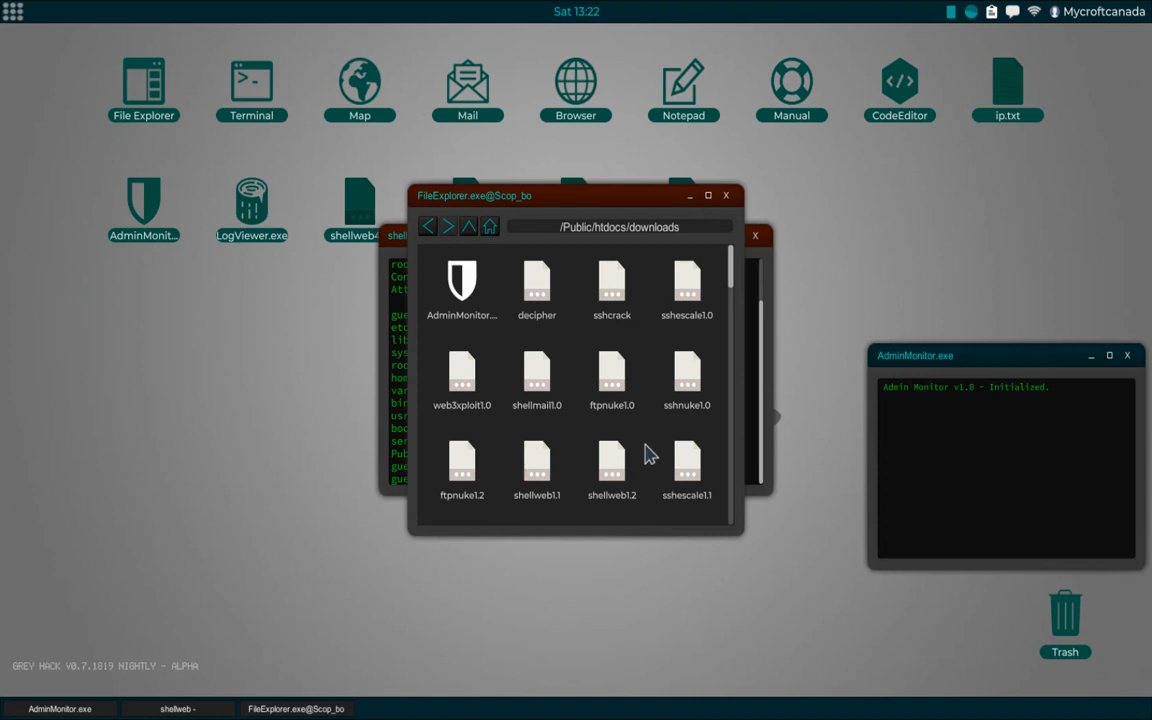 Sat 13:22
Mycroftcanada
File Explorer
Terminal
Map
Mail
Browser
Notepad
Manual
CodeEditor
ip.txt
AdminMonit...
LogViewer.exe
FileExplorer.exe@Scop_bo
/Public/htdocs/downloads
AdminMonitor....
decipher
sshcrack
sshescale1.0
web3xploit1.0
shellmail1.0
ftpnuke1.0
sshnuke1.0
ftpnuke1.2
shellweb1.1
shellweb1.2
sshescale1.1
AdminMonitor.exe
Admin Monitor v1.0 - Initialized.
Trash
GREY HACK V0.7.1819 NIGHTLY - ALPHA
AdminMonitor.exe
shellweb -
FileExplorer.exe@Scop_bo